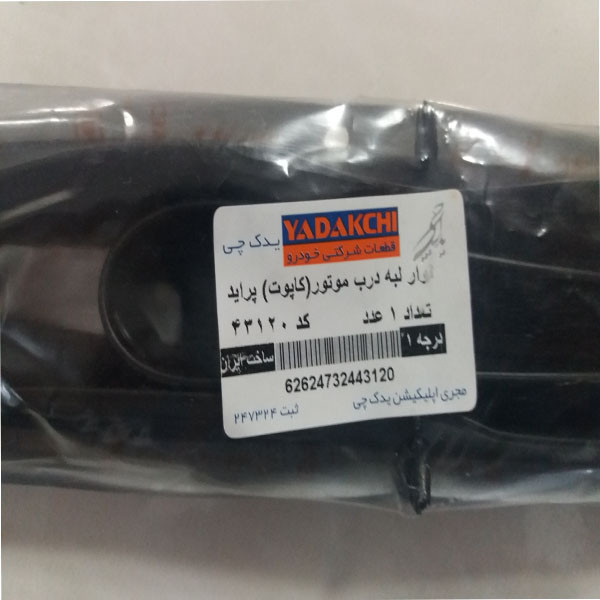 یدک چی YADAKCHI
قطعات شرکتی خودرو
نوار لبه درب موتور(کاپوت) پراید
تعداد ۱ عدد کد ۴۳۱۲۰
درجه ۱ ساخت ایران
62624732443120
مجری اپلیکیشن یدک چی ثبت ۲۴۷۳۲۴